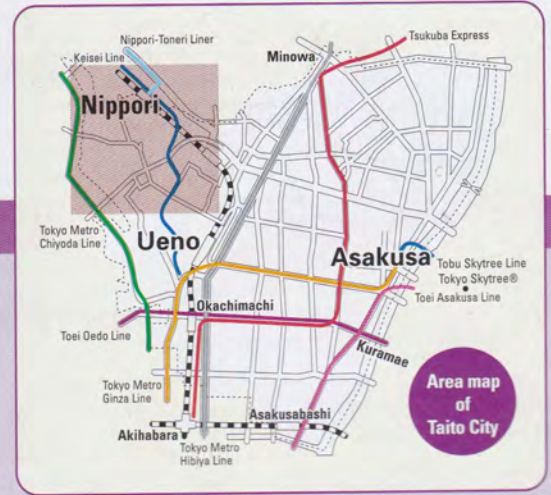 Nippori-Toneri Liner
Tsukuba Express
Keisei Line
Minowa
Nippori
Tokyo Metro
Chiyoda Line
Ueno
Asakusa
Tobu Skytree Line
Tokyo Skytree®
Toei Asakusa Line
Okachimachi
Toei Oedo Line
Kuramae
Tokyo Metro
Ginza Line
Area map
of
Taito City
Asakusabashi
Akihabara
Tokyo Metro
Hibiya Line